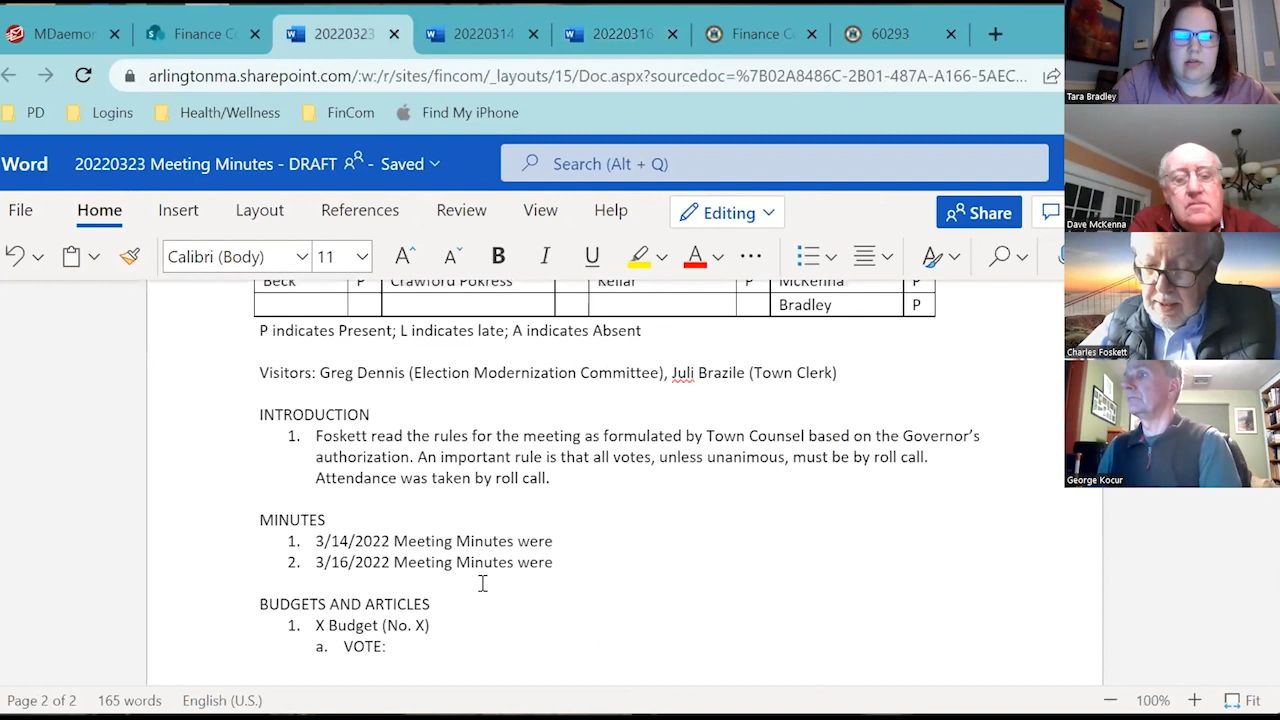 MDaemon
Finance C
20220323
20220314
20220316
Finance C
60293
arlingtonma.sharepoint.com/:w:/r/sites/fincom/_layouts/15/Doc.aspx?sourcedoc=%7B02A8486C-2B01-487A-A166-5AEC...
PD Logins Health/Wellness FinCom Find My iPhone
Word 20220323 Meeting Minutes - DRAFT - Saved Search (Alt + Q)
File Home Insert Layout References Review View Help Editing Share
Calibri (Body) 11 A A B I U A ...
Beck P Crawford Pokress Kellar P McKenna P
Bradley P
P indicates Present; L indicates late; A indicates Absent
Visitors: Greg Dennis (Election Modernization Committee), Juli Brazile (Town Clerk)
INTRODUCTION
1. Foskett read the rules for the meeting as formulated by Town Counsel based on the Governor's
authorization. An important rule is that all votes, unless unanimous, must be by roll call.
Attendance was taken by roll call.
MINUTES
1. 3/14/2022 Meeting Minutes were
2. 3/16/2022 Meeting Minutes were
BUDGETS AND ARTICLES
1. X Budget (No. X)
a. VOTE:
Page 2 of 2 165 words English (U.S.) 100% Fit
Tara Bradley
Dave McKenna
Charles Foskett
George Kocur